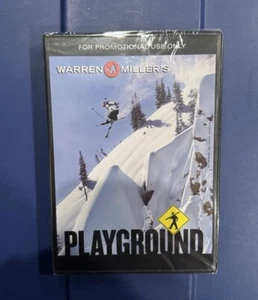 FOR PROMOTIONAL USE ONLY
WARREN MILLER'S
PLAYGROUND